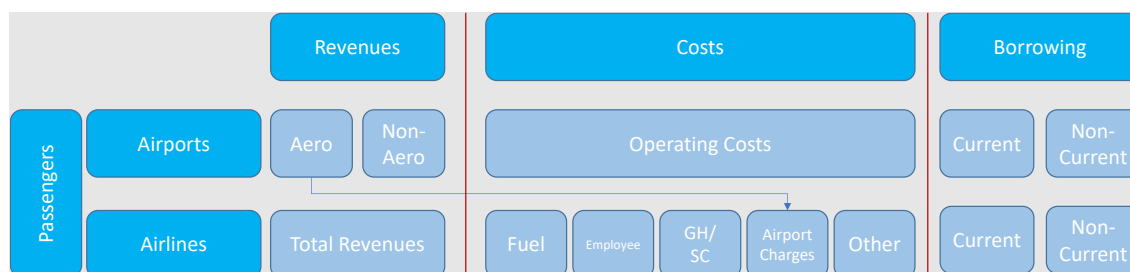 Revenues
Costs
Borrowing
Passengers
Airports
Aero
Non-
Aero
Operating Costs
Current
Non-
Current
Airlines
Total Revenues
Fuel
Employee
GH/
SC
Airport
Charges
Other
Current
Non-
Current